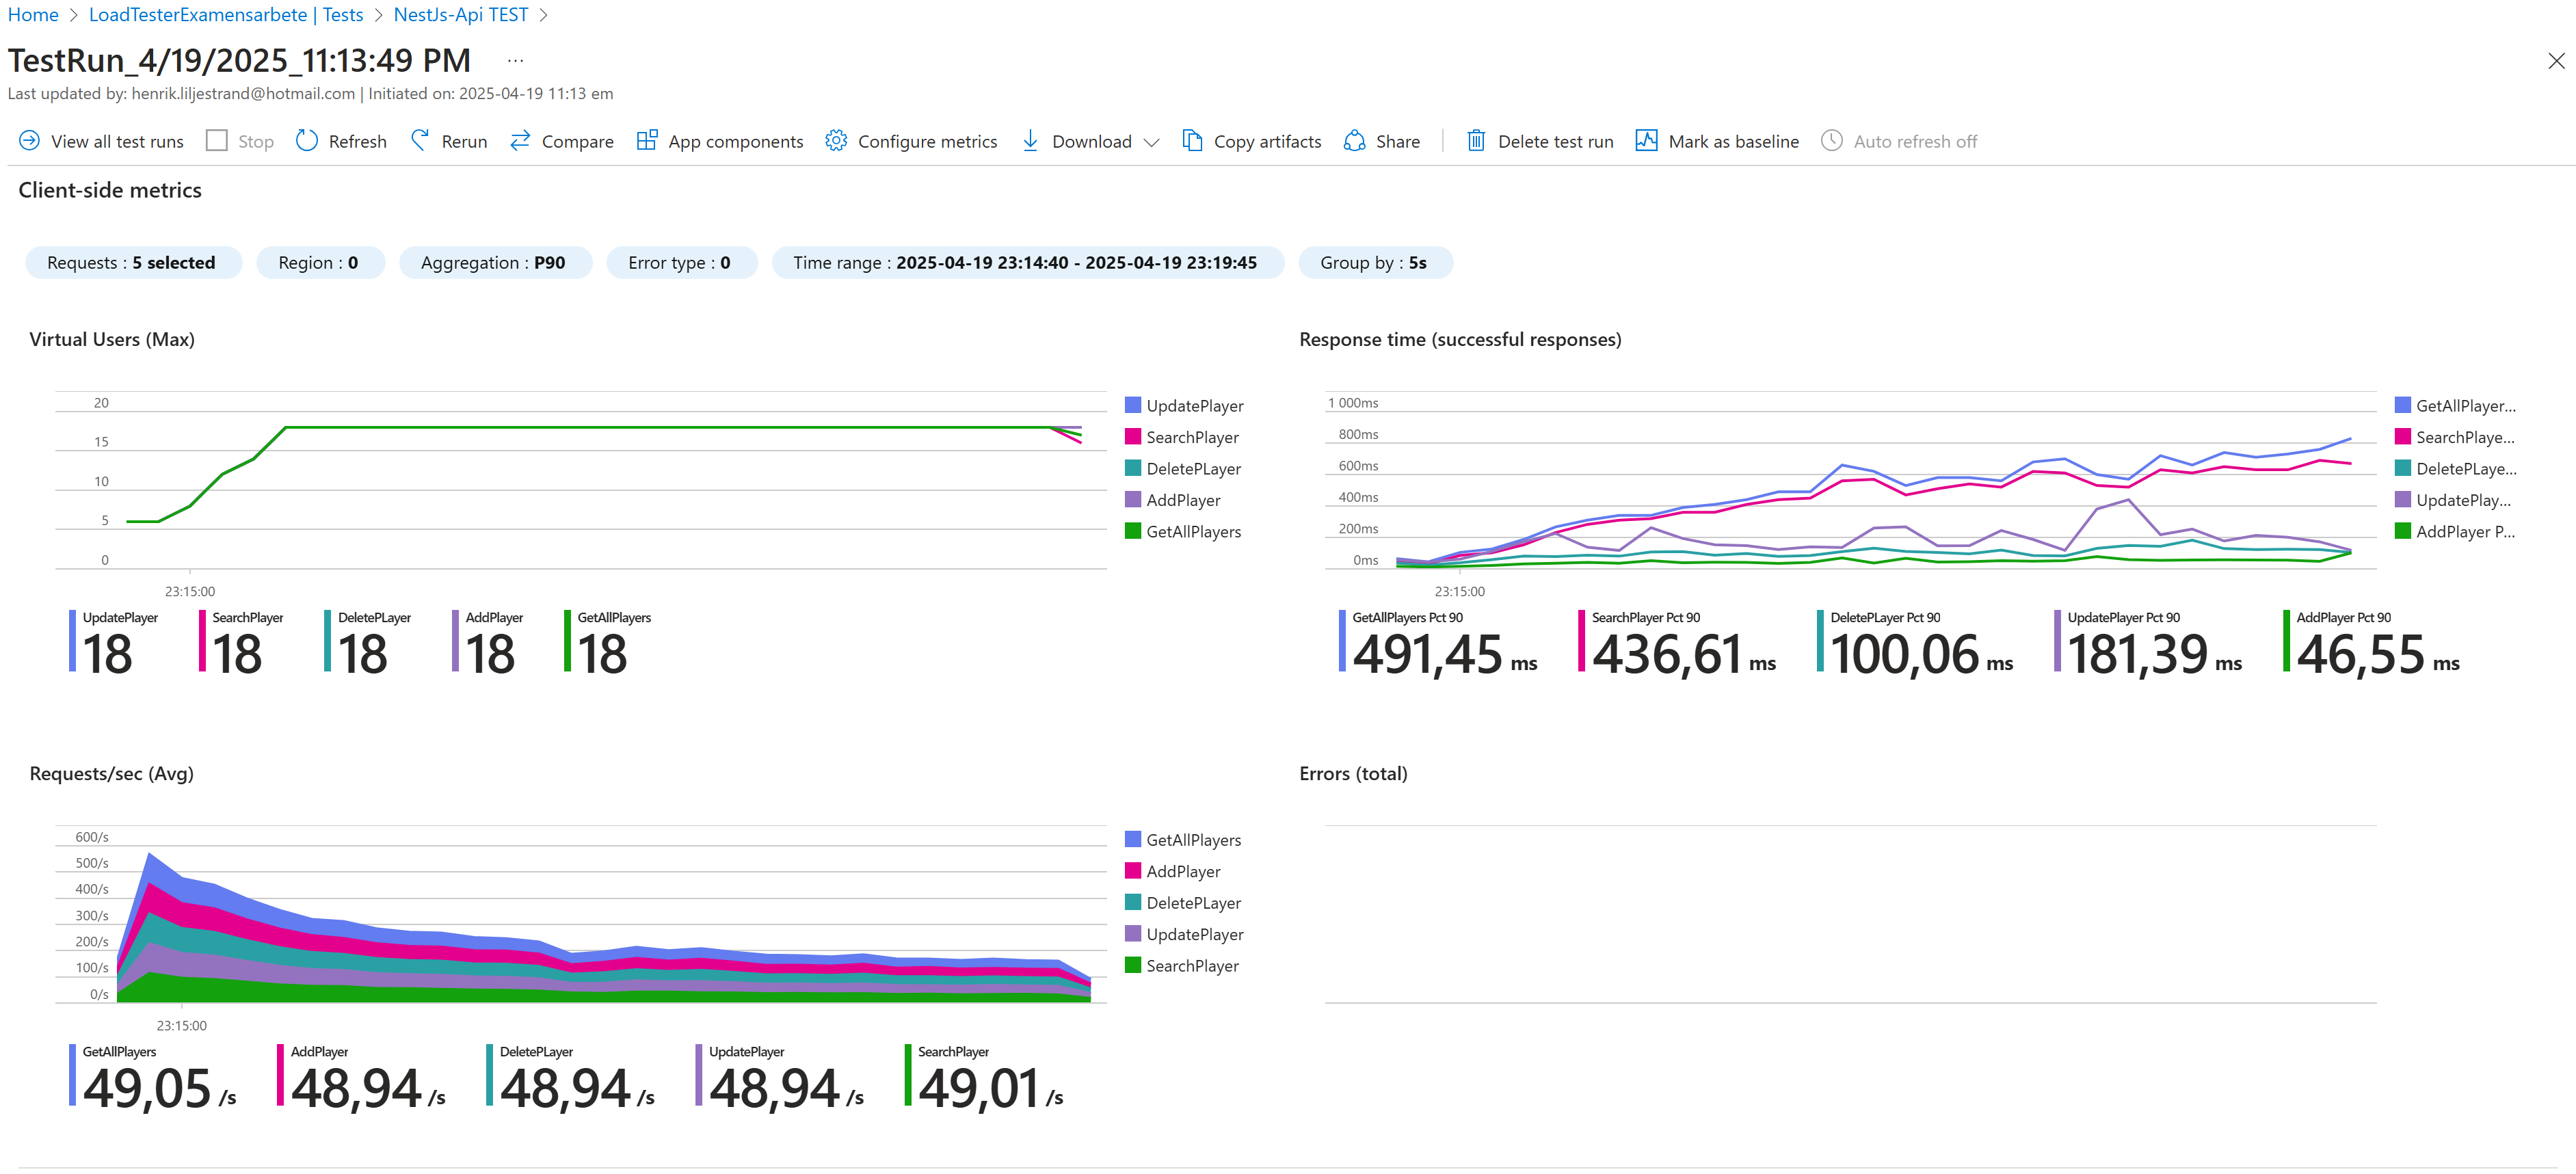 Home > LoadTesterExamensarbete | Tests > NestJs-Api TEST >
TestRun_4/19/2025_11:13:49 PM ...
Last updated by: henrik.liljestrand@hotmail.com | Initiated on: 2025-04-19 11:13 em
View all test runs Stop Refresh Rerun Compare App components Configure metrics Download Copy artifacts Share Delete test run Mark as baseline Auto refresh off
Client-side metrics
Requests : 5 selected Region : 0 Aggregation : P90 Error type : 0 Time range : 2025-04-19 23:14:40 - 2025-04-19 23:19:45 Group by : 5s
Virtual Users (Max)
20
15
10
5
0
23:15:00
UpdatePlayer
SearchPlayer
DeletePLayer
AddPlayer
GetAllPlayers
UpdatePlayer SearchPlayer DeletePLayer AddPlayer GetAllPlayers
18 18 18 18 18
Response time (successful responses)
1 000ms
800ms
600ms
400ms
200ms
0ms
23:15:00
GetAllPlayer...
SearchPlaye...
DeletePLaye...
UpdatePlay...
AddPlayer P...
GetAllPlayers Pct 90 SearchPlayer Pct 90 DeletePLayer Pct 90 UpdatePlayer Pct 90 AddPlayer Pct 90
491,45 ms 436,61 ms 100,06 ms 181,39 ms 46,55 ms
Requests/sec (Avg)
600/s
500/s
400/s
300/s
200/s
100/s
0/s
23:15:00
GetAllPlayers
AddPlayer
DeletePLayer
UpdatePlayer
SearchPlayer
GetAllPlayers AddPlayer DeletePLayer UpdatePlayer SearchPlayer
49,05 /s 48,94 /s 48,94 /s 48,94 /s 49,01 /s
Errors (total)